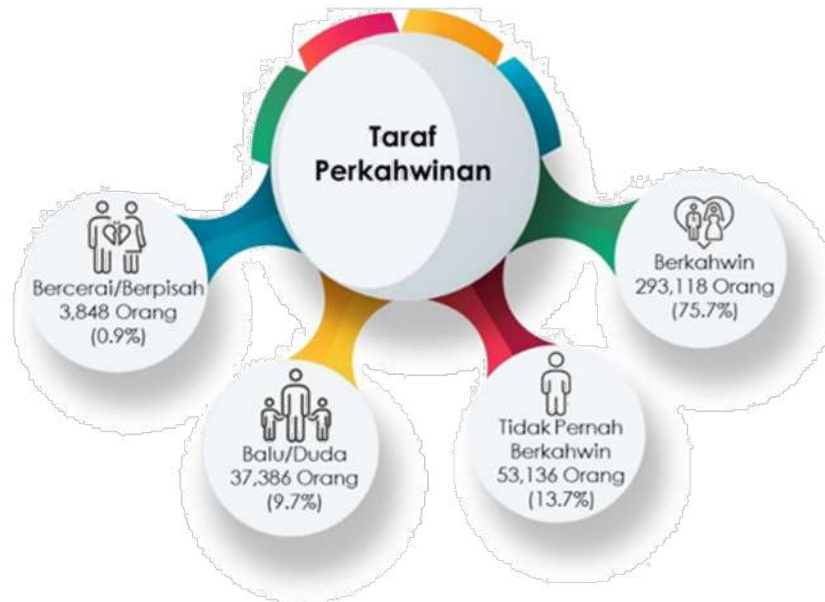 Taraf
Perkahwinan
Bercerai/Berpisah
3,848 Orang
(0.9%)
Balu/Duda
37,386 Orang
(9.7%)
Tidak Pernah
Berkahwin
53,136 Orang
(13.7%)
Berkahwin
293,118 Orang
(75.7%)